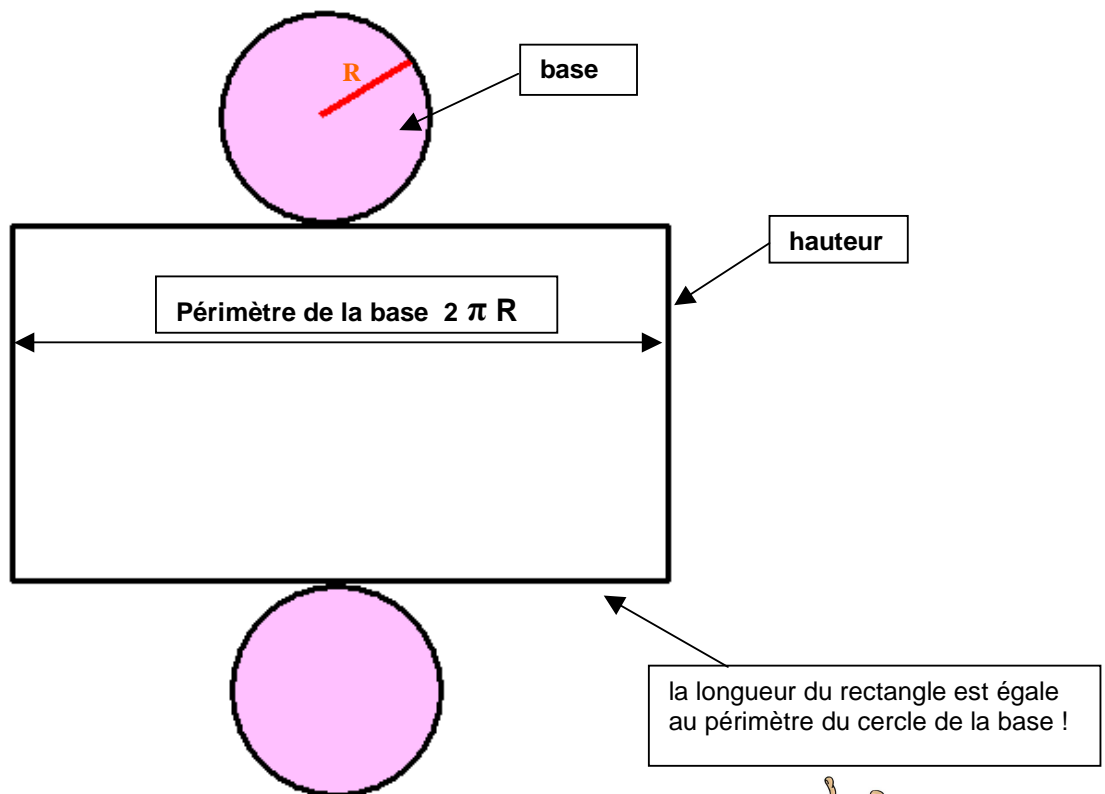 R
base
hauteur
Périmètre de la base 2 π R
la longueur du rectangle est égale
au périmètre du cercle de la base !